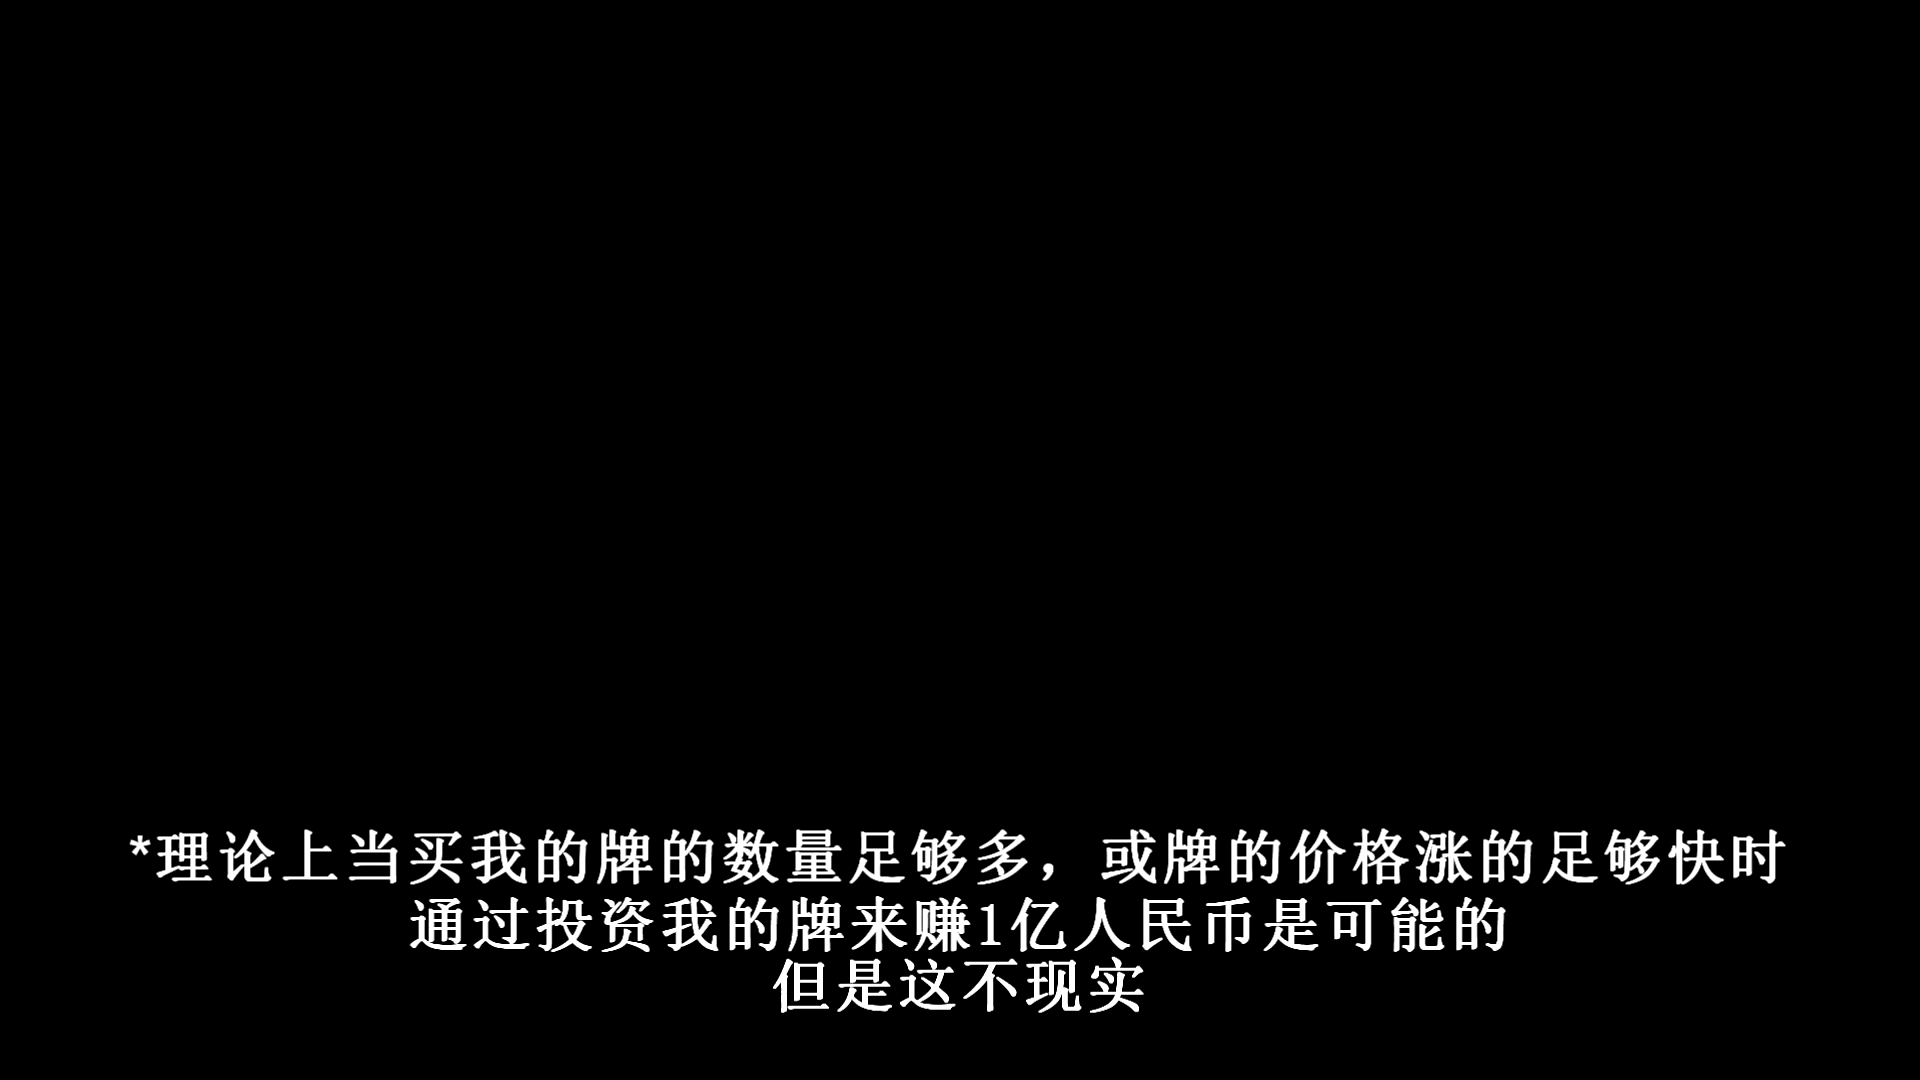 *理论上当买我的牌的数量足够多，或牌的价格涨的足够快时
通过投资我的牌来赚1亿人民币是可能的
但是这不现实